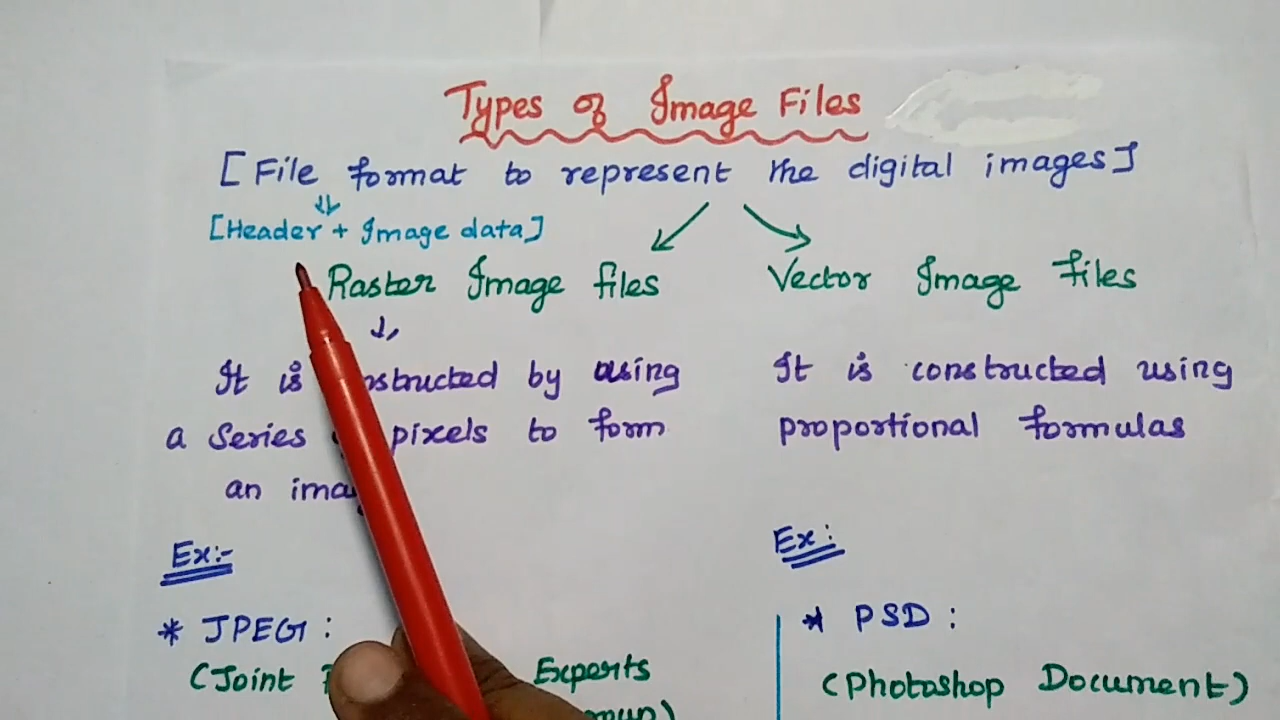 Types of Image Files
[File format to represent the digital images]
[Header + Image data]
Raster Image files
It is constructed by using
a series pixels to form
an
Ex:-
* JPEG :
(Joint Experts
Vector Image Files
It is constructed using
proportional formulas
Ex:
* PSD :
(Photoshop Document)